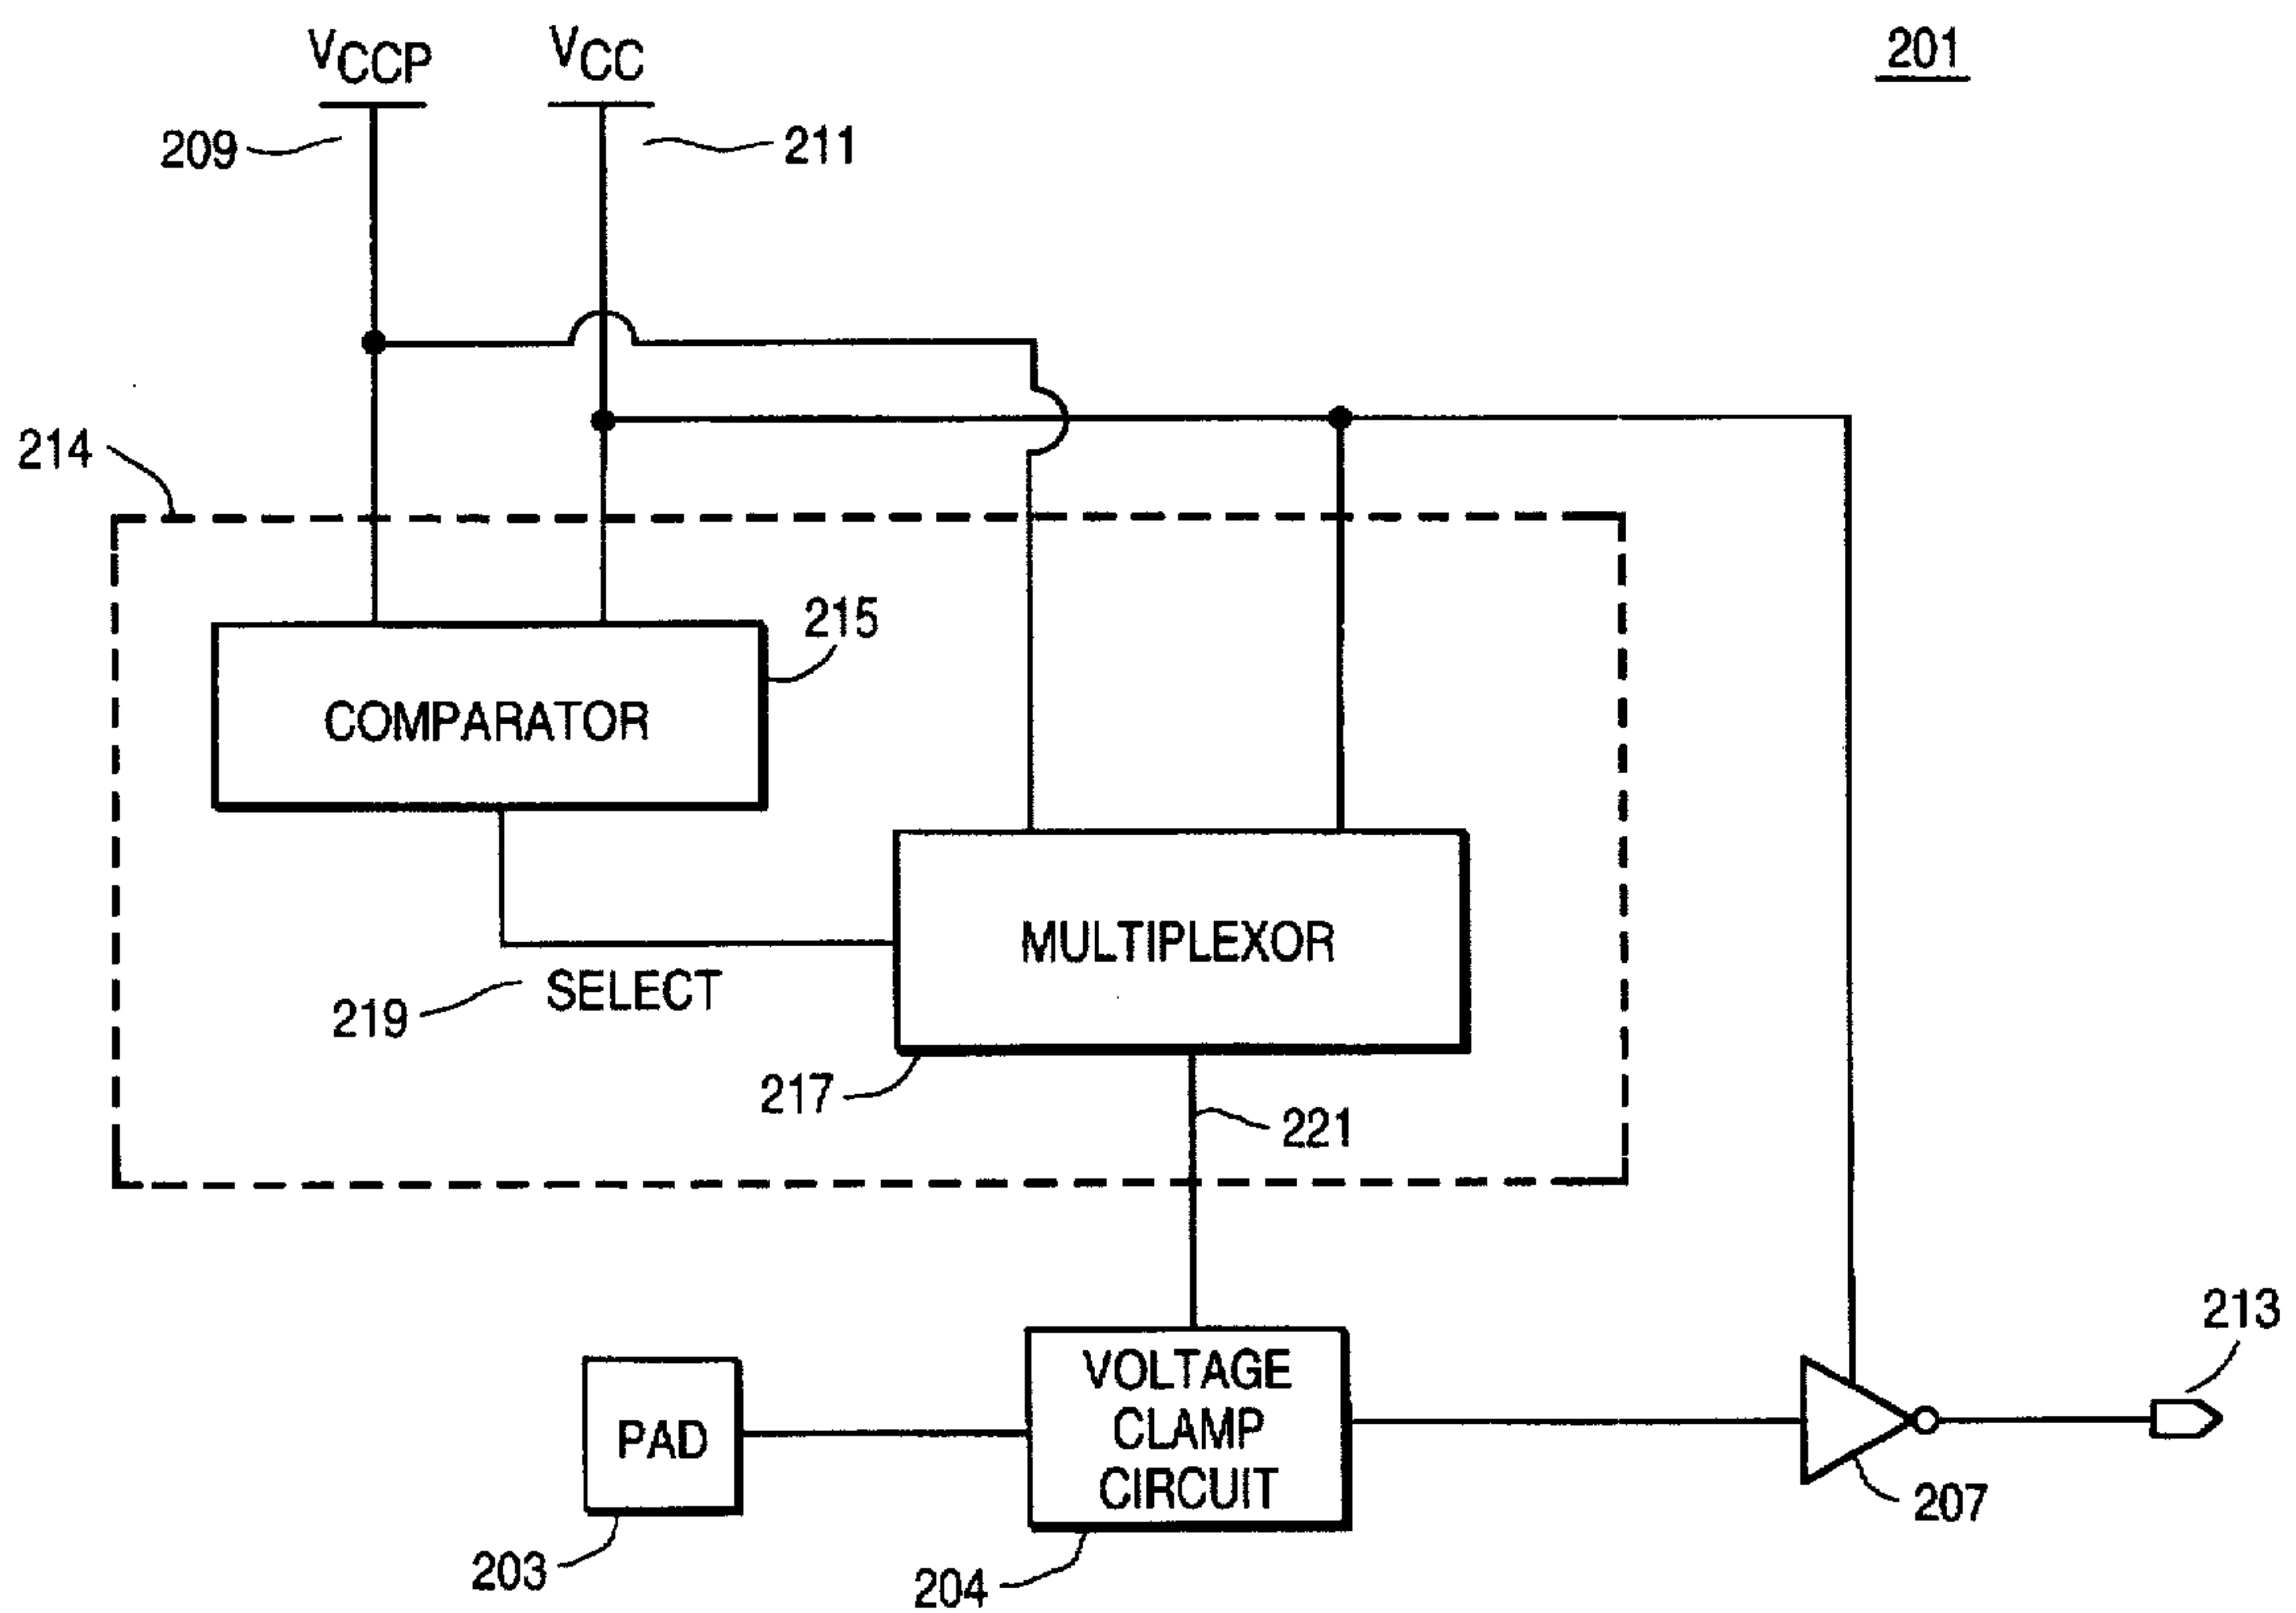 VCCP
VCC
201
209
211
214
215
COMPARATOR
MULTIPLEXOR
SELECT
219
217
221
213
VOLTAGE
CLAMP
CIRCUIT
PAD
207
203
204